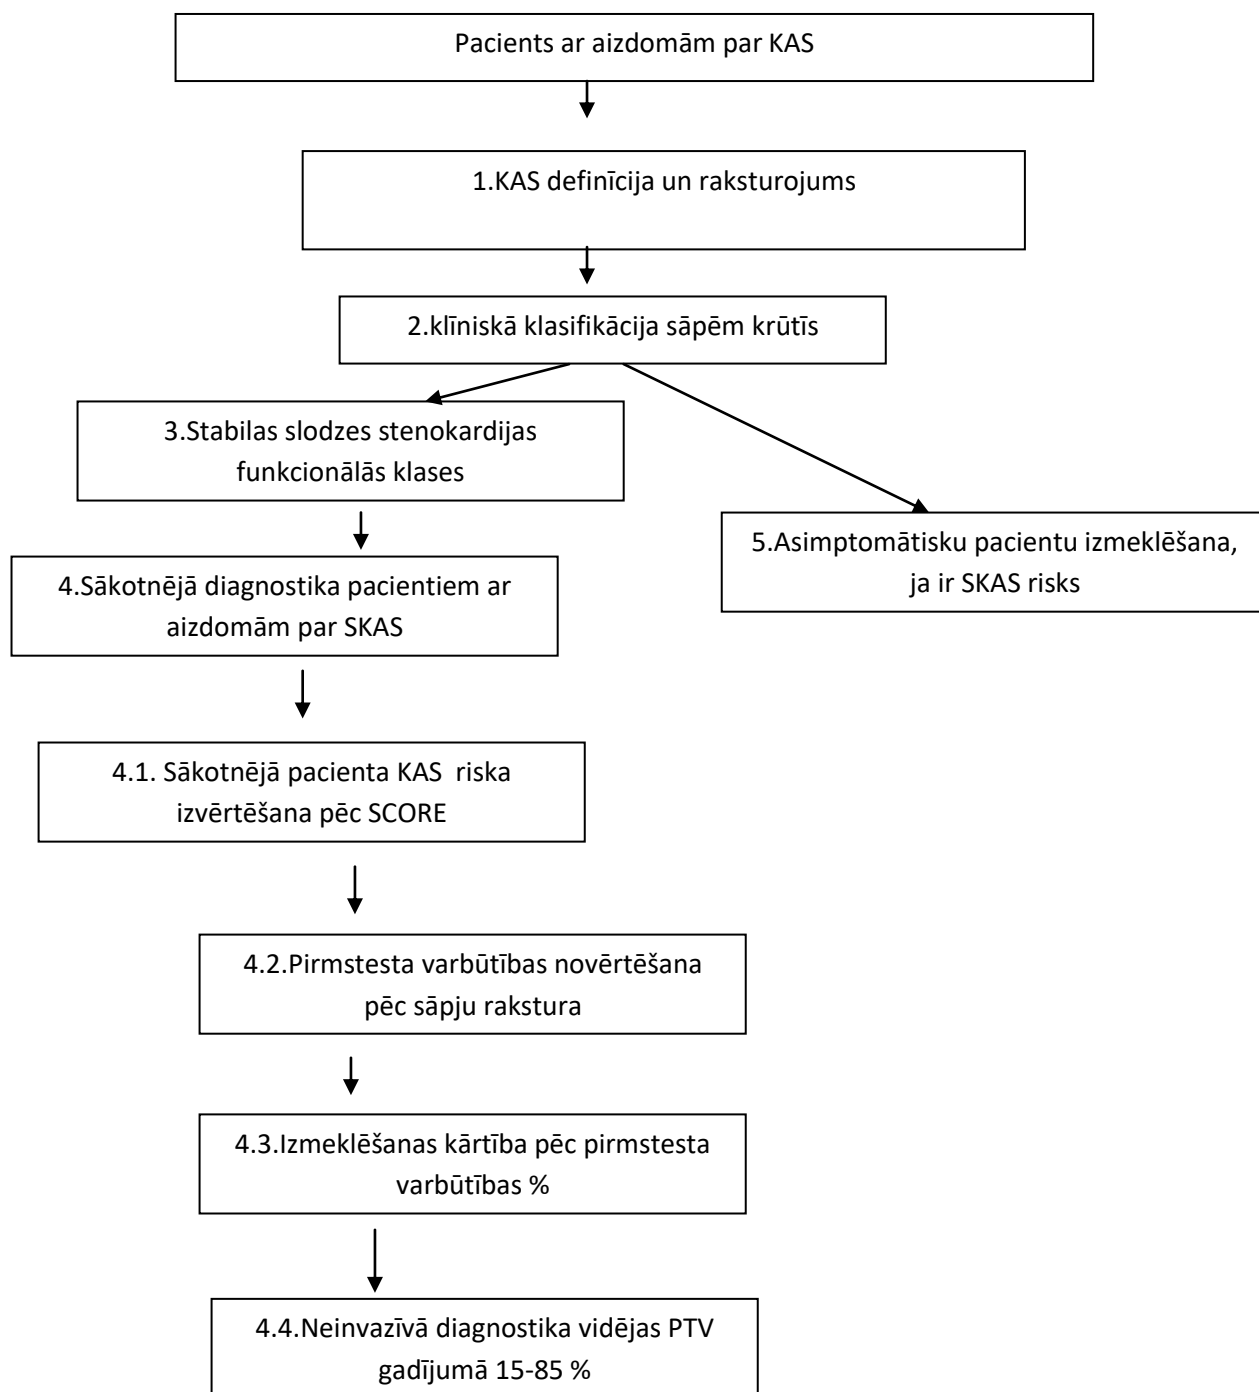 Pacients ar aizdomām par KAS
1.KAS definīcija un raksturojums
2.klīniskā klasifikācija sāpēm krūtīs
3.Stabilas slodzes stenokardijas
funkcionālās klases
5.Asimptomātisku pacientu izmeklēšana,
ja ir SKAS risks
4.Sākotnējā diagnostika pacientiem ar
aizdomām par SKAS
4.1. Sākotnējā pacienta KAS  riska
izvērtēšana pēc SCORE
4.2.Pirmstesta varbūtības novērtēšana
pēc sāpju rakstura
4.3.Izmeklēšanas kārtība pēc pirmstesta
varbūtības %
4.4.Neinvazīvā diagnostika vidējas PTV
gadījumā 15-85 %